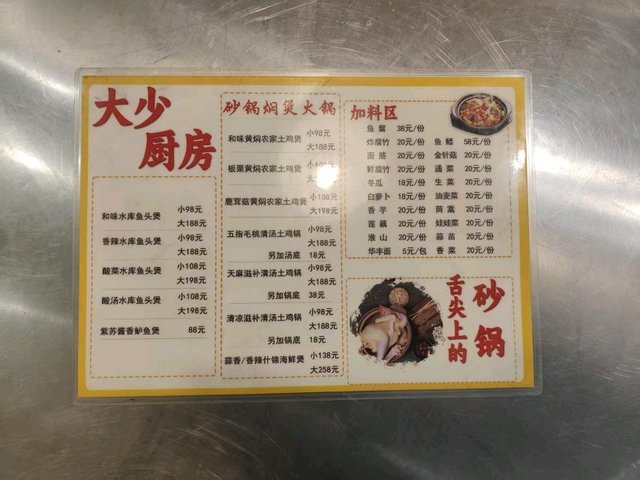 大少
厨房
和味水库鱼头煲 小98元
大188元
香辣水库鱼头煲 小98元
大188元
酸菜水库鱼头煲 小108元
大198元
酸汤水库鱼头煲 小108元
大198元
紫苏酱香鲈鱼煲 88元
砂锅焖煲火锅
和味黄焖农家土鸡煲 小98元
大188元
板栗黄焖农家土鸡煲
大188元
鹿茸菇黄焖农家土鸡煲 小108元
大198元
五指毛桃清汤土鸡锅 小98元
大188元
另加汤底 18元
天麻滋补清汤土鸡锅 小98元
大188元
另加锅底 38元
清凉滋补清汤土鸡锅 小98元
大188元
另加锅底 18元
蒜香/香辣什锦海鲜煲 小138元
大258元
加料区
鱼腐 38元/份
炸腐竹 20元/份 鱼鳔 58元/份
面筋 20元/份 金针菇 20元/份
鲜腐竹 20元/份 通菜 20元/份
冬瓜 18元/份 生菜 20元/份
白萝卜 18元/份 油麦菜 20元/份
香芋 20元/份 茼蒿 20元/份
莲藕 20元/份 娃娃菜 20元/份
淮山 20元/份 蒜苗 20元/份
华丰面 5元/包 香菜 20元/份
舌尖上的
砂锅